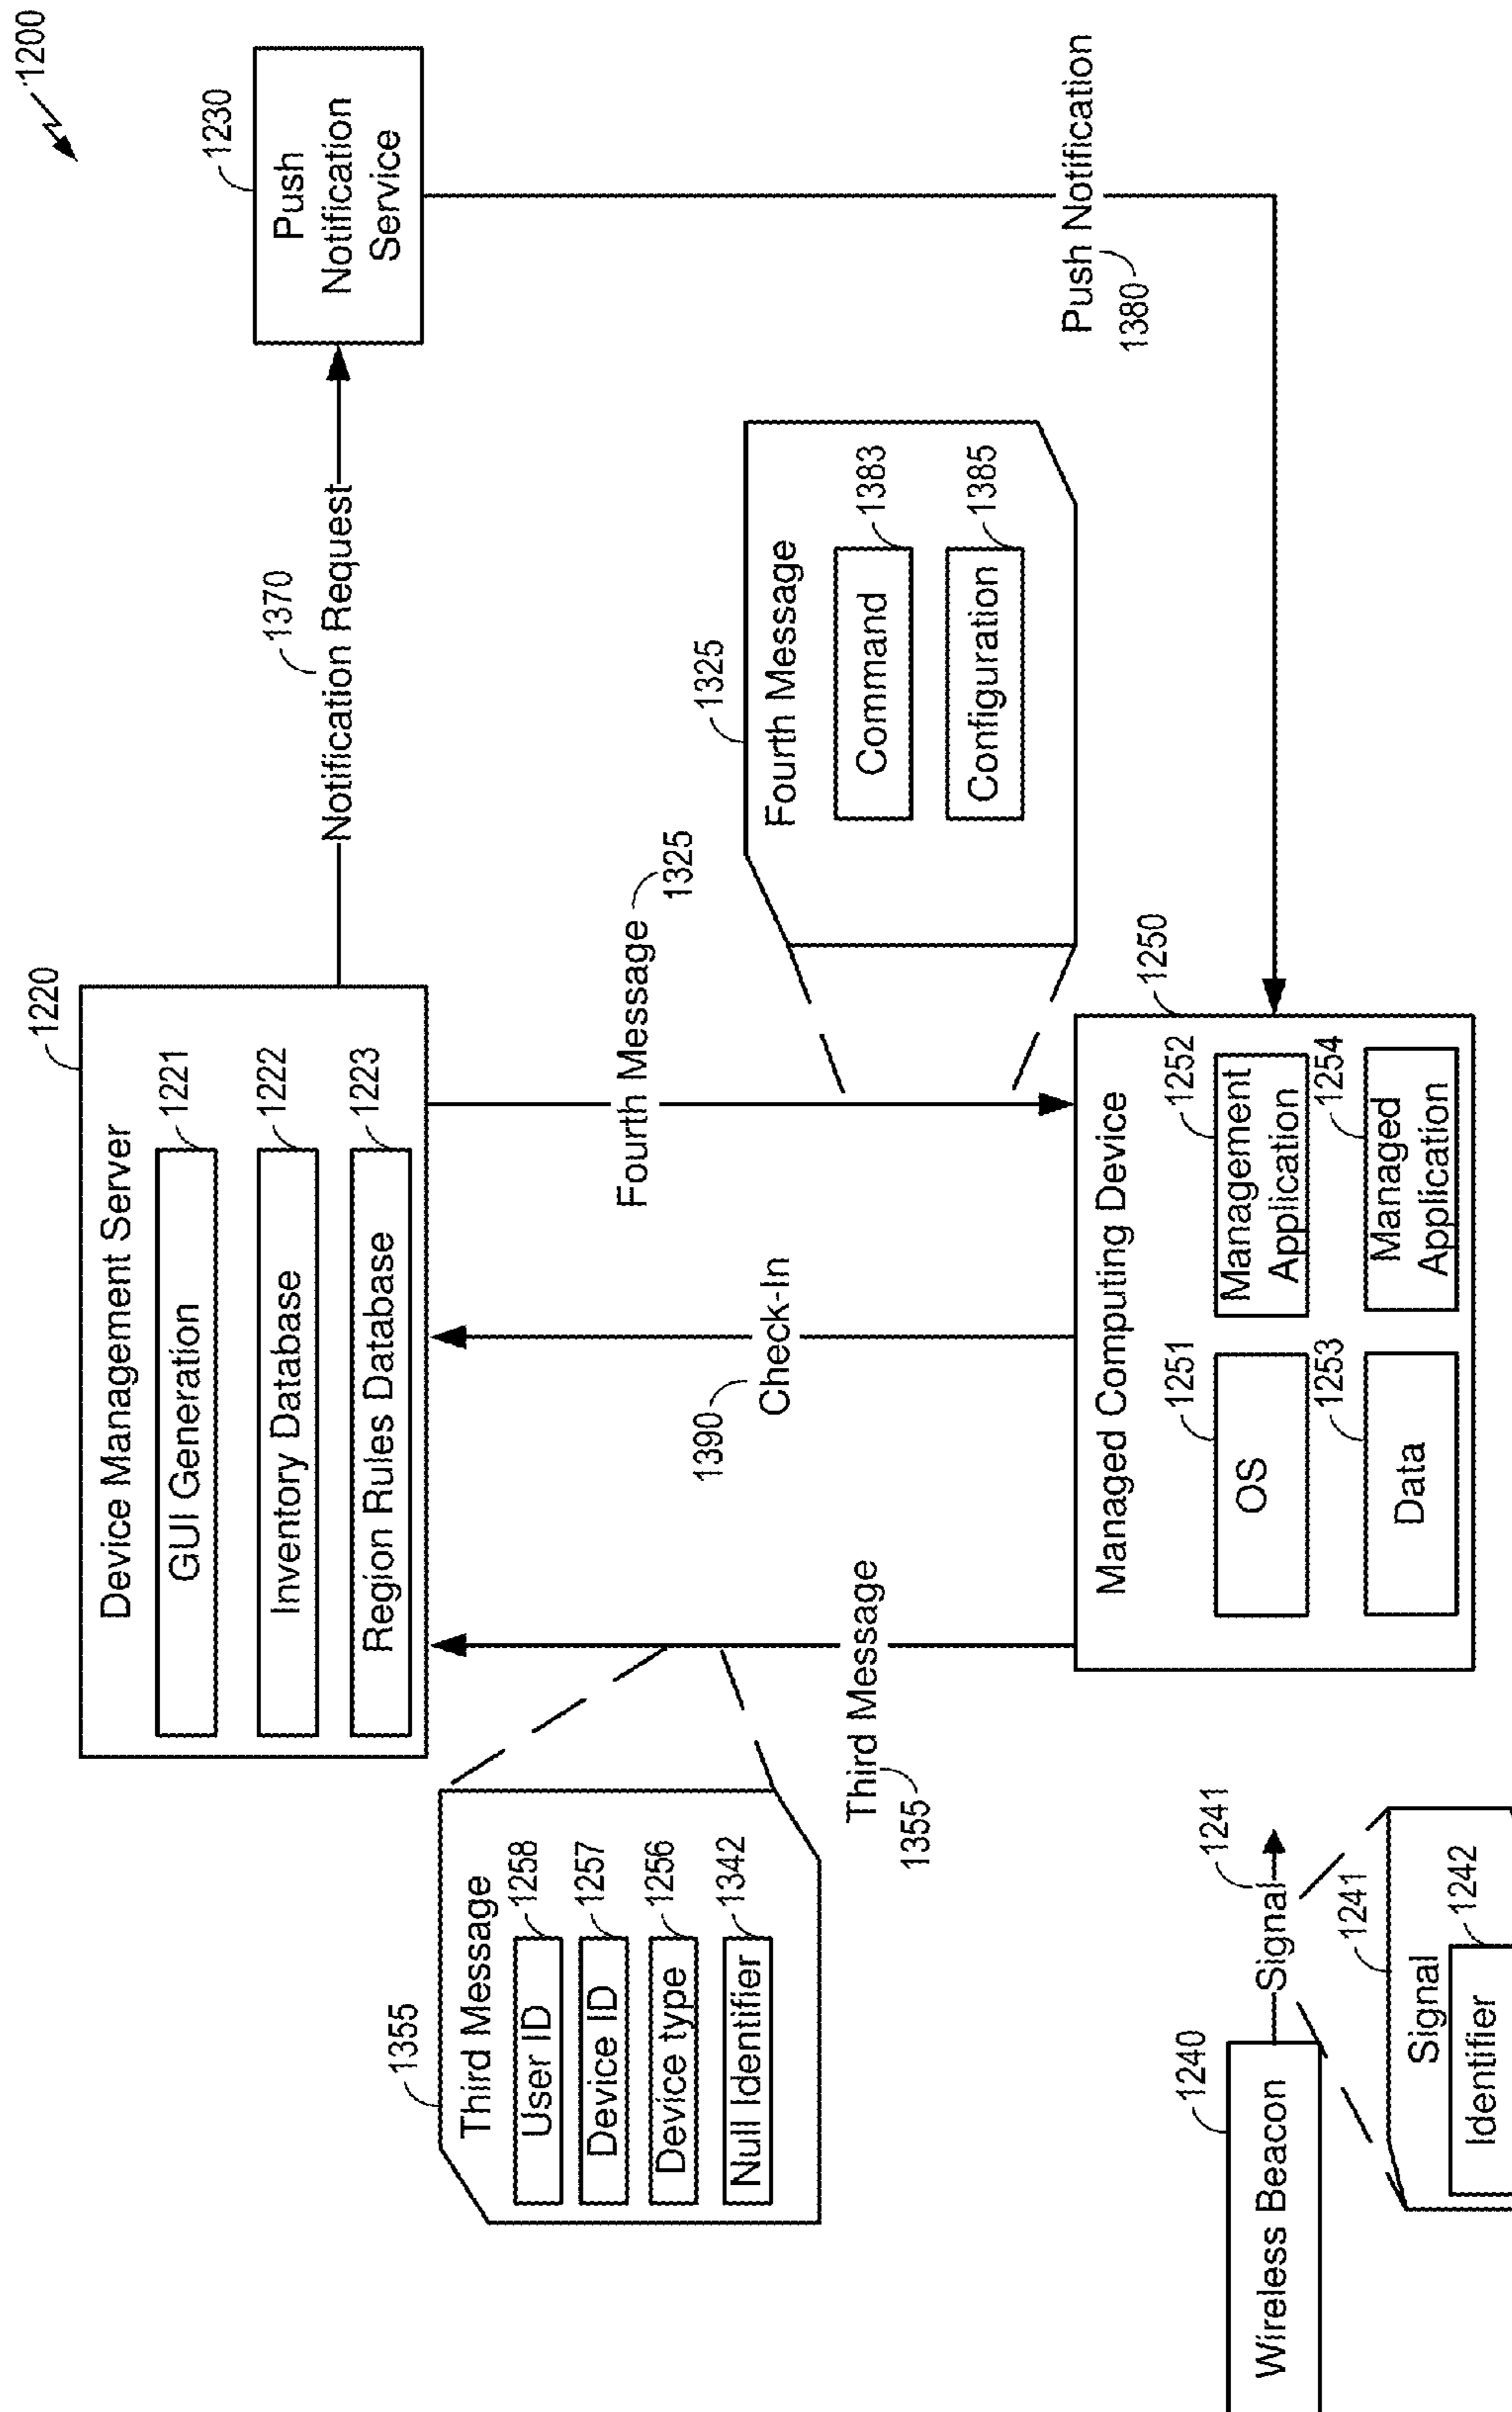 1200
1220
Device Management Server
GUI Generation
1221
Inventory Database
1222
Region Rules Database
1223
1370
Notification Request
1230
Push
Notification
Service
1355
Third Message
User ID
1258
Device ID
1257
Device type
1256
Null Identifier
1342
Third Message
1355
1390
Check-In
Fourth Message
1325
1325
Fourth Message
Command
1383
Configuration
1385
Push Notification
1380
1240
Wireless Beacon
Signal
1241
1241
Signal
Identifier
1242
1250
Managed Computing Device
OS
1251
Management
Application
1252
Data
1253
Managed
Application
1254